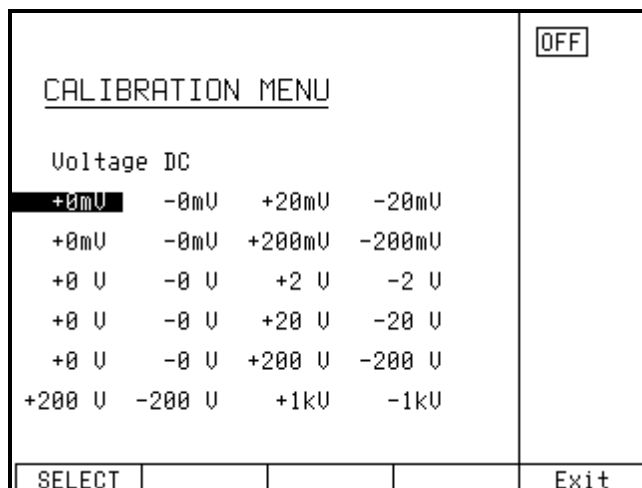 OFF
CALIBRATION MENU
Voltage DC
+0mV -0mV +20mV -20mV
+0mV -0mV +200mV -200mV
+0 V -0 V +2 V -2 V
+0 V -0 V +20 V -20 V
+0 V -0 V +200 V -200 V
+200 V -200 V +1kV -1kV
SELECT Exit